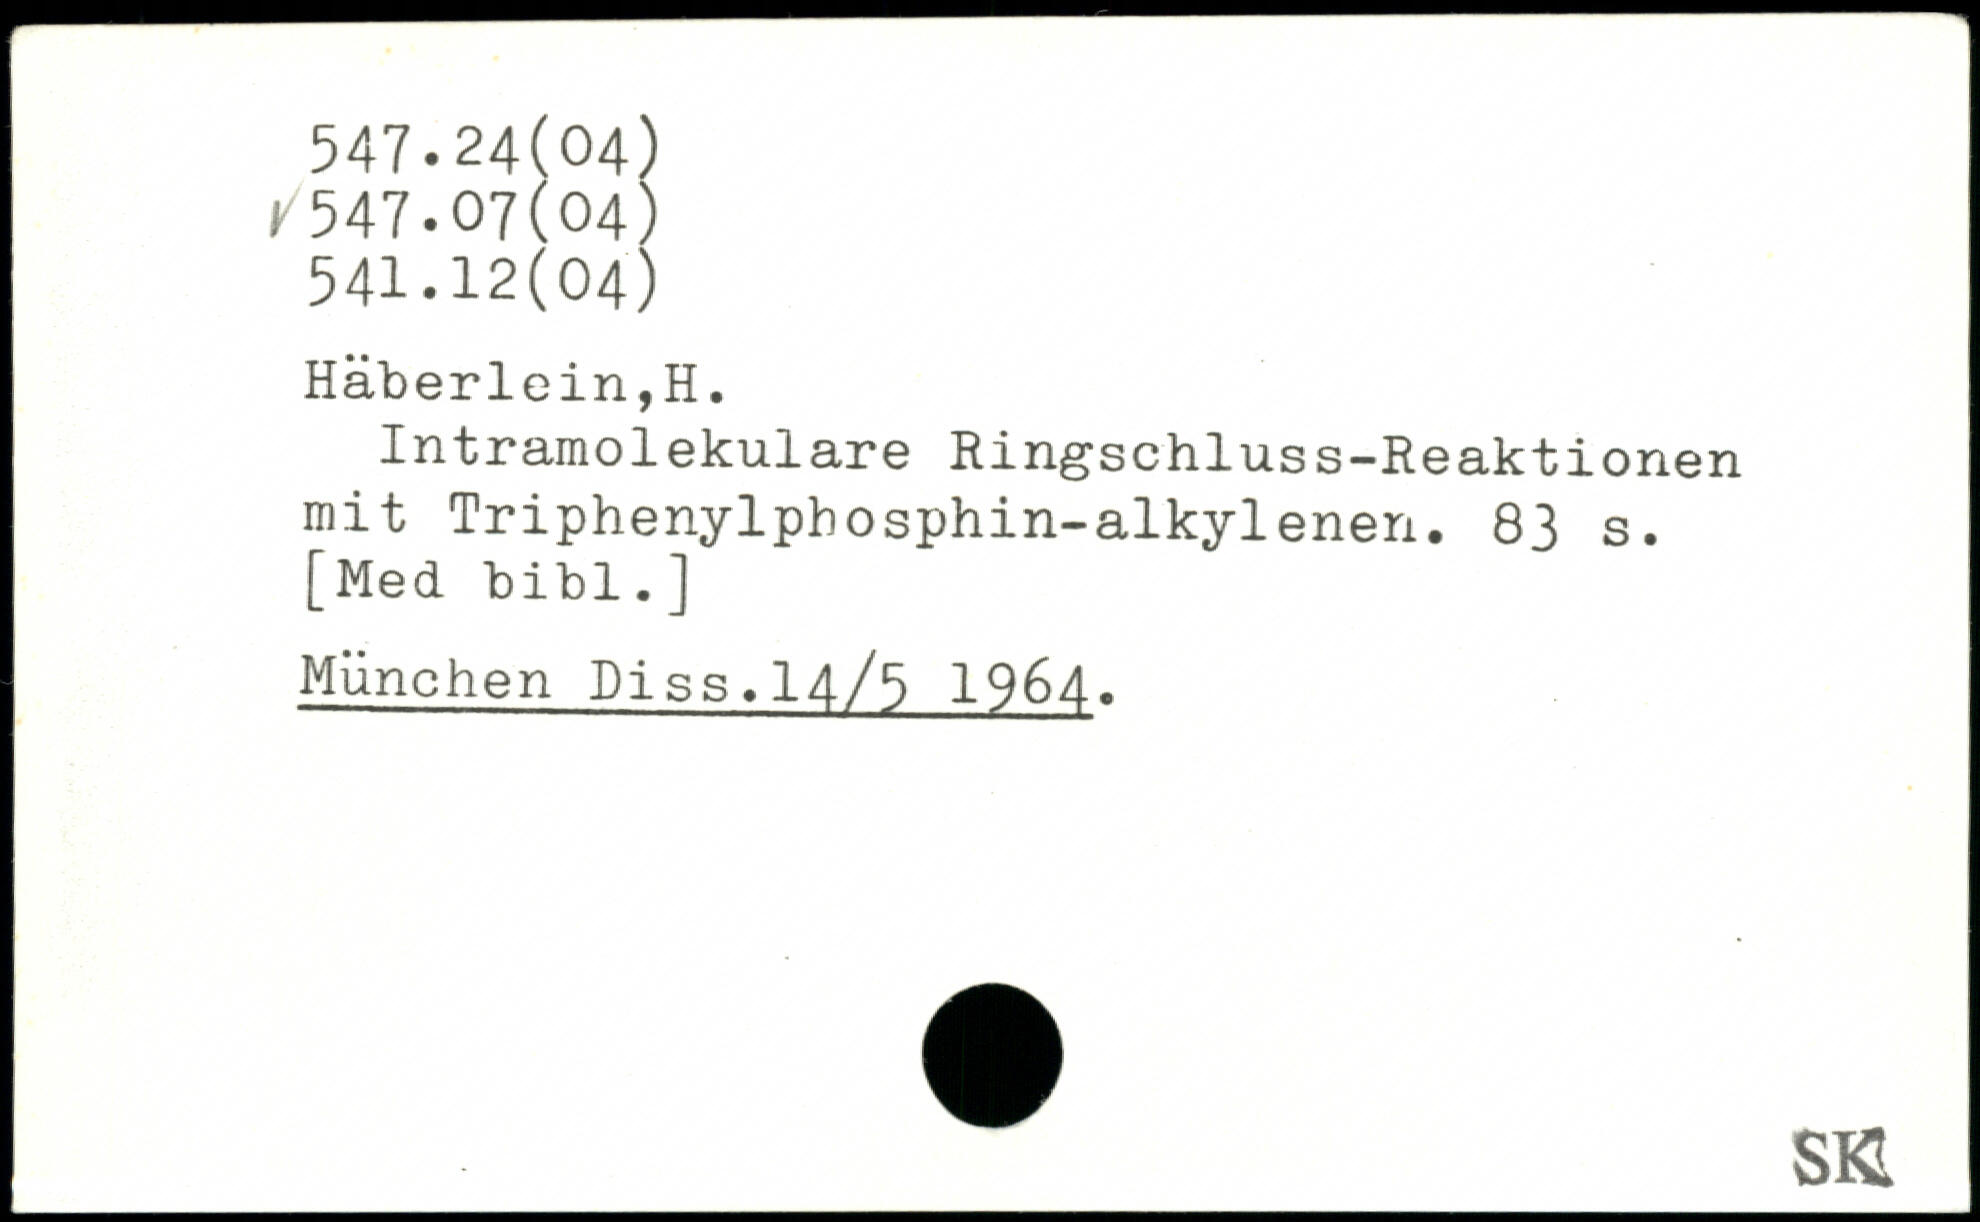 547.24(04)
✓547.07(04)
541.12(04)
Häberlein,H.
Intramolekulare Ringschluss-Reaktionen
mit Triphenylphosphin-alkylenen. 83 s.
[Med bibl.]
München Diss.14/5 1964.
SK